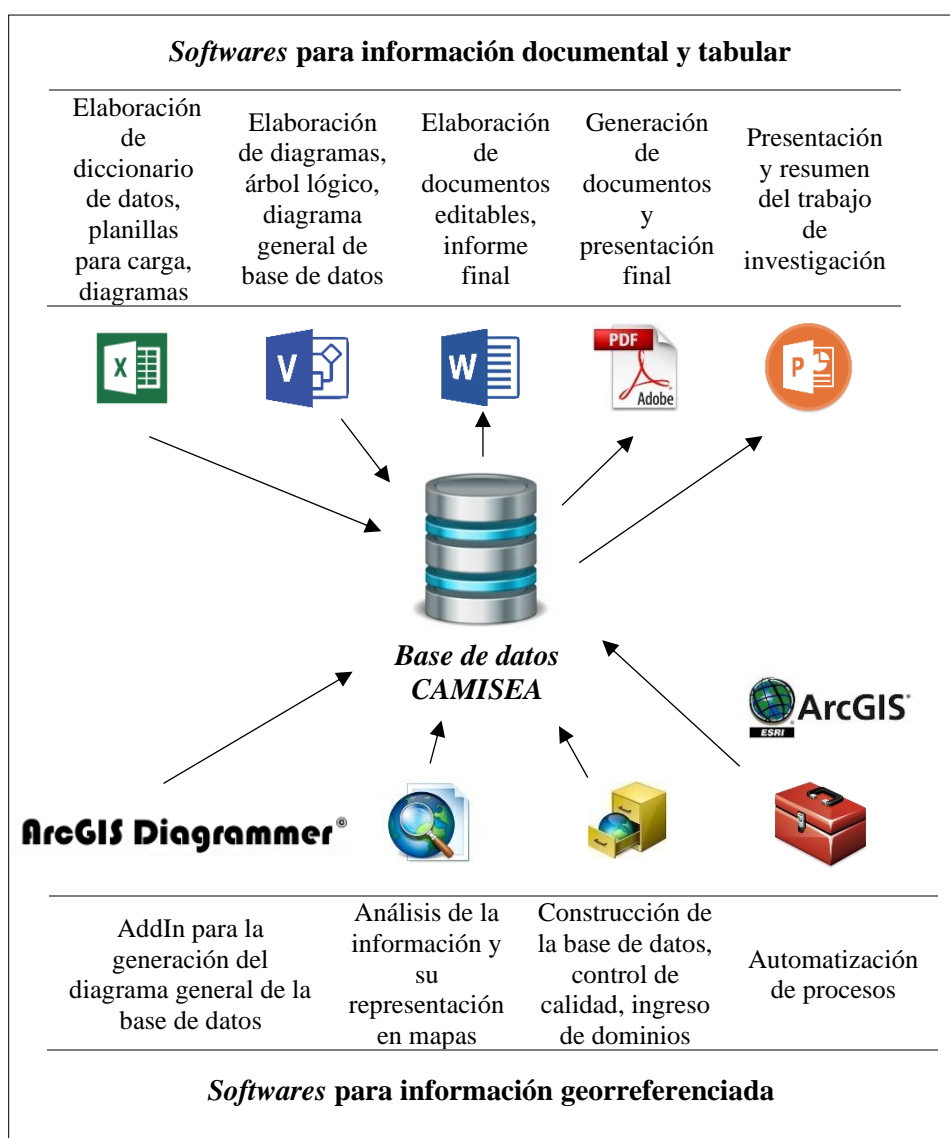 Softwares para información documental y tabular
Elaboración
de
diccionario
de datos,
planillas
para carga,
diagramas
Elaboración
de diagramas,
árbol lógico,
diagrama
general de
base de datos
Elaboración
de
documentos
editables,
informe
final
Generación
de
documentos
y
presentación
final
Presentación
y resumen
del trabajo
de
investigación
X
V
W
PDF
Adobe
P
Base de datos
CAMISEA
ArcGIS®
ESRI
ArcGIS Diagrammer©
AddIn para la
generación del
diagrama general de la
base de datos
Análisis de la
información y
su
representación
en mapas
Construcción de
la base de datos,
control de
calidad, ingreso
de dominios
Automatización
de procesos
Softwares para información georreferenciada